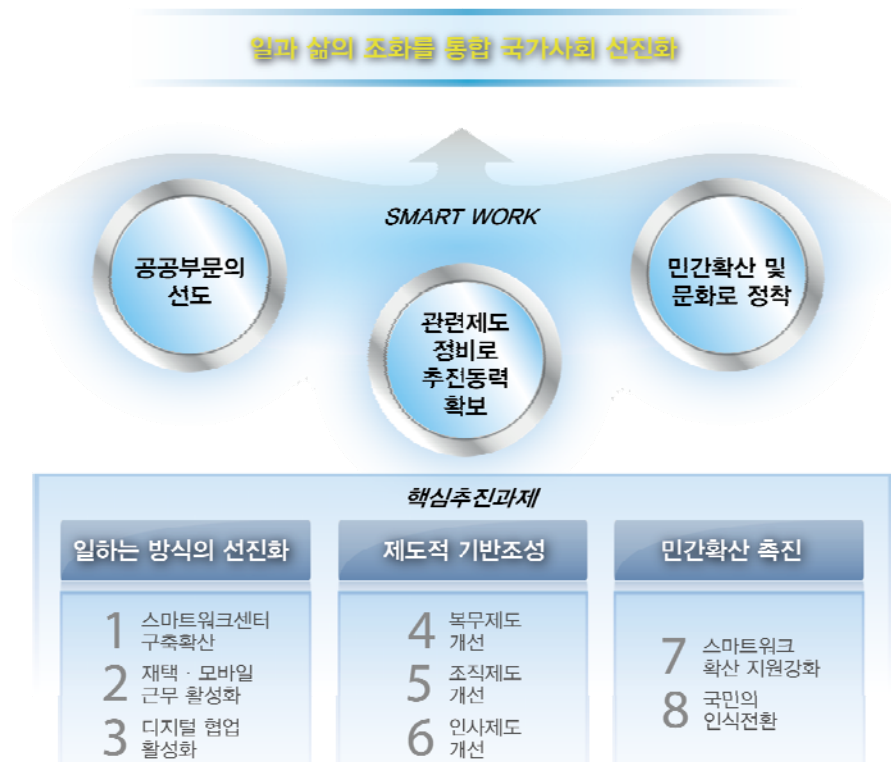 일과 삶의 조화를 통합 국가사회 선진화
SMART WORK
공공부문의
선도
관련제도
정비로
추진동력
확보
민간확산 및
문화로 정착
핵심추진과제
일하는 방식의 선진화
1 스마트워크센터
구축확산
2 재택 · 모바일
근무 활성화
3 디지털 협업
활성화
제도적 기반조성
4 복무제도
개선
5 조직제도
개선
6 인사제도
개선
민간확산 촉진
7 스마트워크
확산 지원강화
8 국민의
인식전환